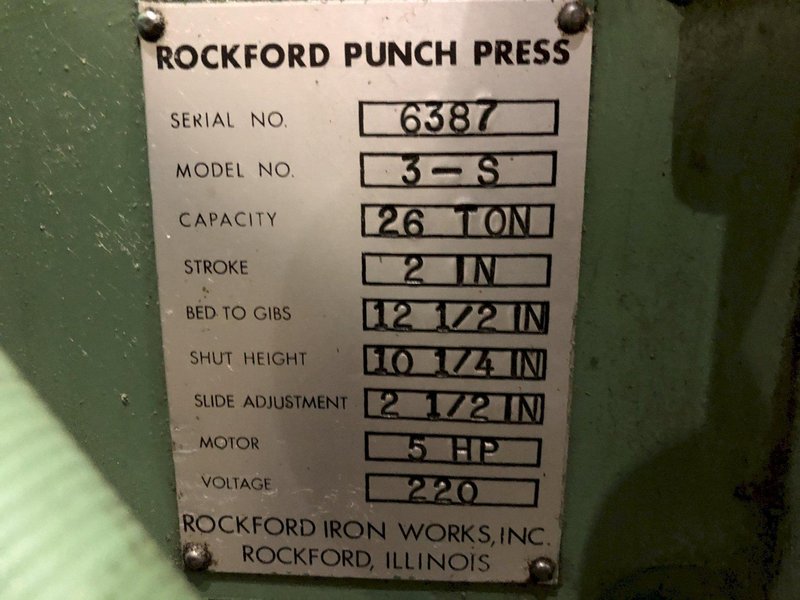 ROCKFORD PUNCH PRESS
SERIAL NO. 6387
MODEL NO. 3-S
CAPACITY 26 TON
STROKE 2 IN
BED TO GIBS 12 1/2 IN
SHUT HEIGHT 10 1/4 IN
SLIDE ADJUSTMENT 2 1/2 IN
MOTOR 5 HP
VOLTAGE 220
ROCKFORD IRON WORKS, INC.
ROCKFORD, ILLINOIS